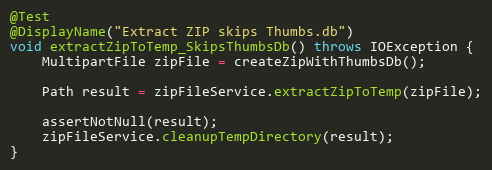 @Test
@DisplayName("Extract ZIP skips Thumbs.db")
void extractZipToTemp_SkipsThumbsDb() throws IOException {
    MultipartFile zipFile = createZipWithThumbsDb();

    Path result = zipFileService.extractZipToTemp(zipFile);

    assertNotNull(result);
    zipFileService.cleanupTempDirectory(result);
}